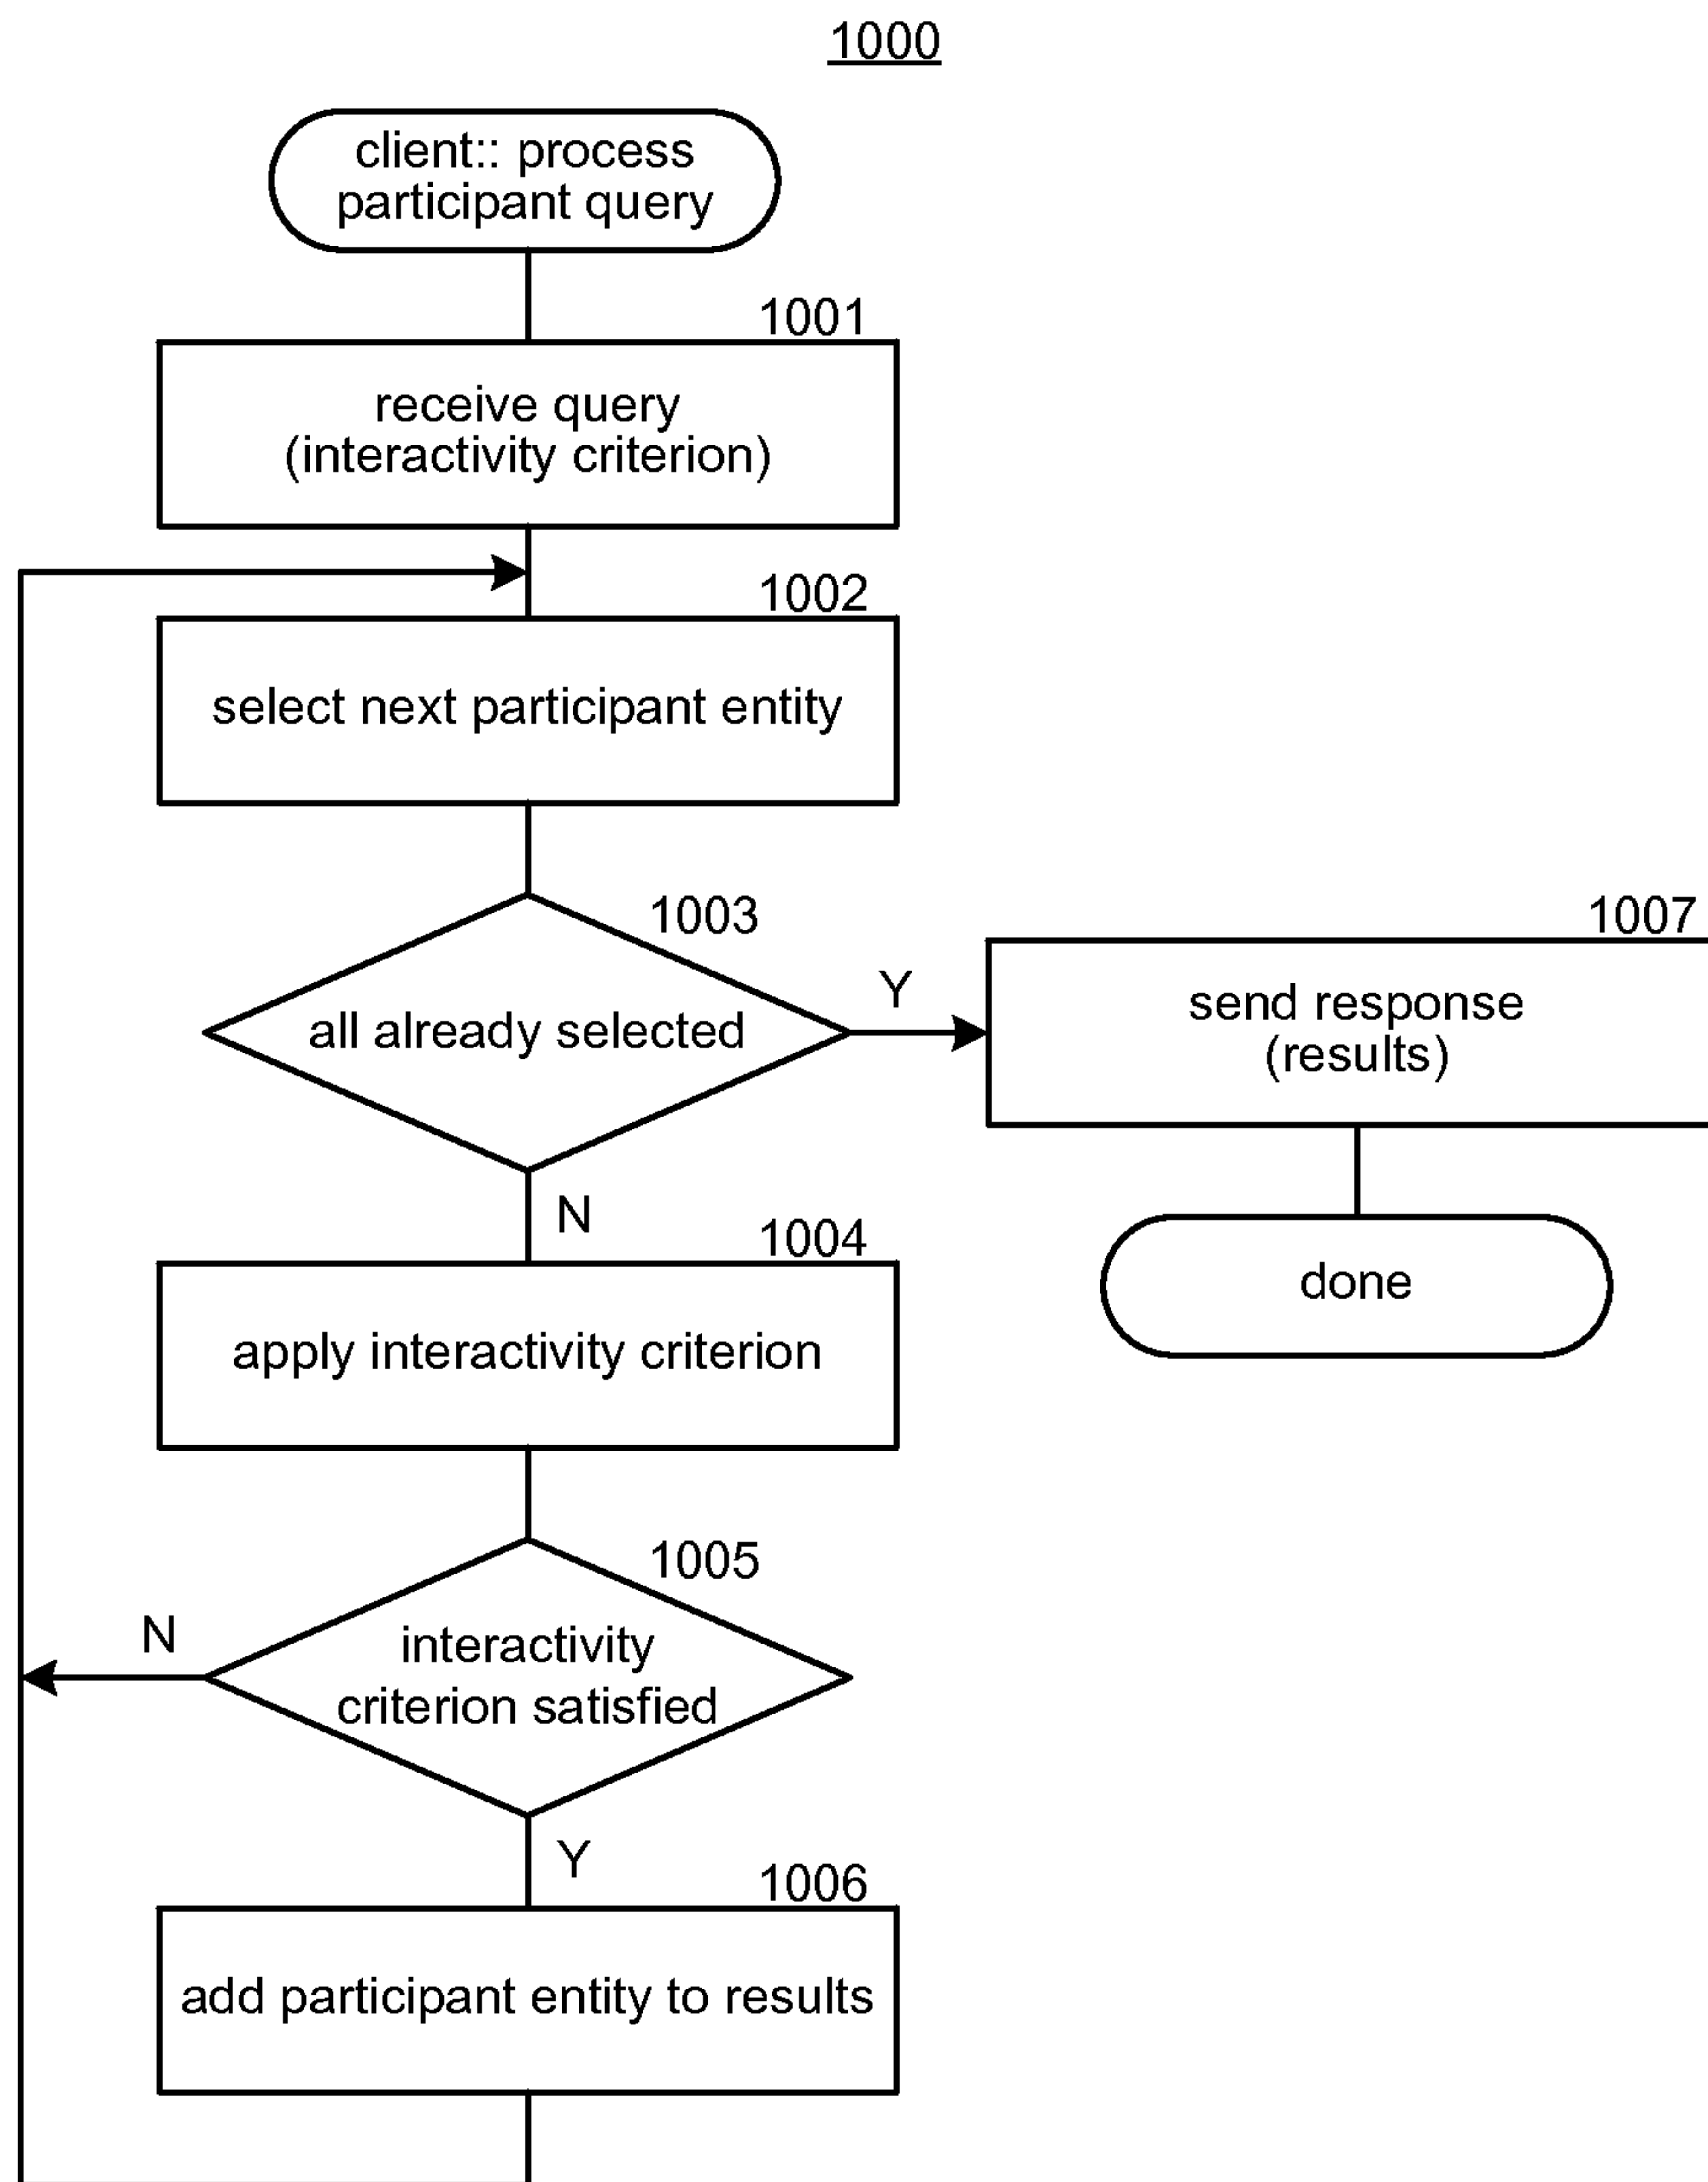 1000
client:: process
participant query
1001
receive query
(interactivity criterion)
1002
select next participant entity
1003
all already selected
Y
1007
send response
(results)
done
N
1004
apply interactivity criterion
1005
interactivity
criterion satisfied
N
Y
1006
add participant entity to results